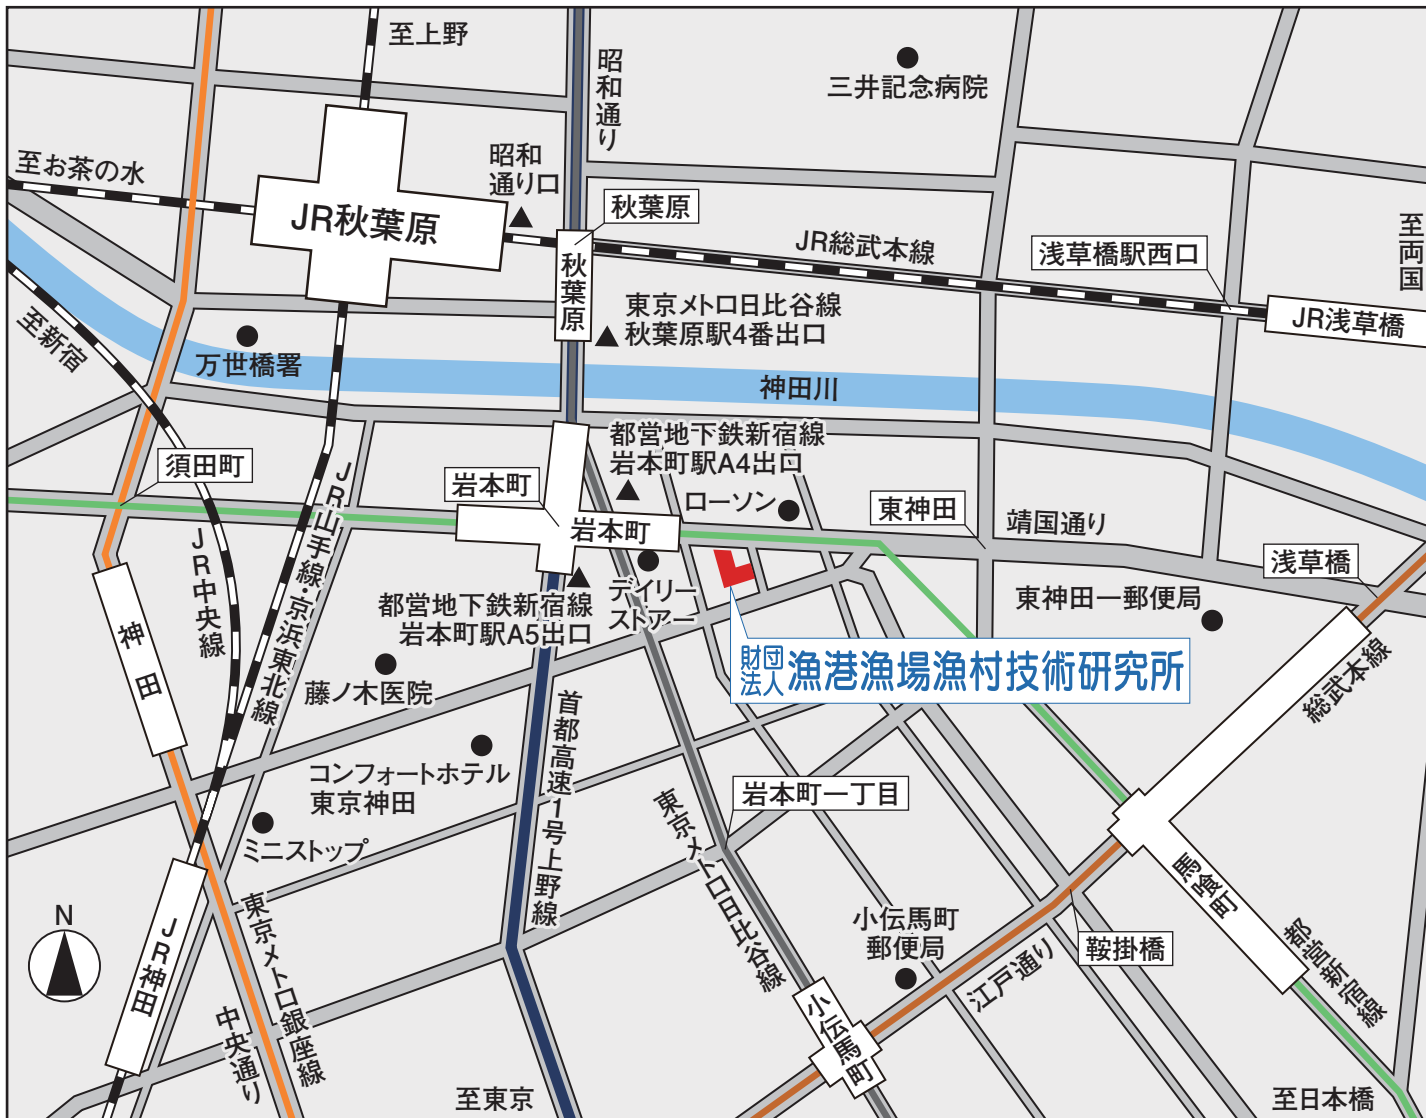 至上野
昭和通り
三井記念病院
至お茶の水
昭和
通り口
秋葉原
JR秋葉原
JR総武本線
浅草橋駅西口
至両国
秋葉原
東京メトロ日比谷線
秋葉原駅4番出口
JR浅草橋
至新宿
万世橋署
神田川
須田町
都営地下鉄新宿線
岩本町駅A4出口
岩本町
ローソン
東神田
靖国通り
岩本町
浅草橋
JR山手線・京浜東北線
JR中央線
デイリー
ストアー
都営地下鉄新宿線
岩本町駅A5出口
東神田一郵便局
神田
財団
法人
漁港漁場漁村技術研究所
藤ノ木医院
総武本線
首都高速1号上野線
コンフォートホテル
東京神田
岩本町一丁目
東京メトロ日比谷線
ミニストップ
馬喰町
N
JR神田
東京メトロ銀座線
中央通り
小伝馬町
郵便局
鞍掛橋
江戸通り
都営新宿線
小伝馬町
至東京
至日本橋